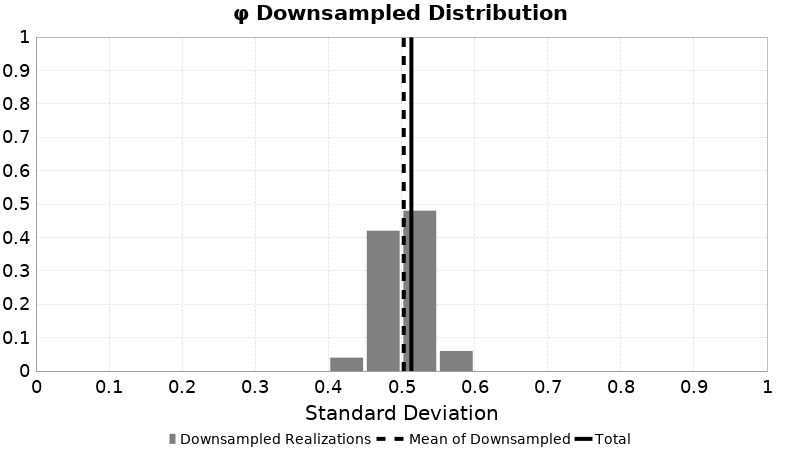 φ Downsampled Distribution
1
0.9
0.8
0.7
0.6
0.5
0.4
0.3
0.2
0.1
0
0 0.1 0.2 0.3 0.4 0.5 0.6 0.7 0.8 0.9 1
Standard Deviation
Downsampled Realizations Mean of Downsampled Total